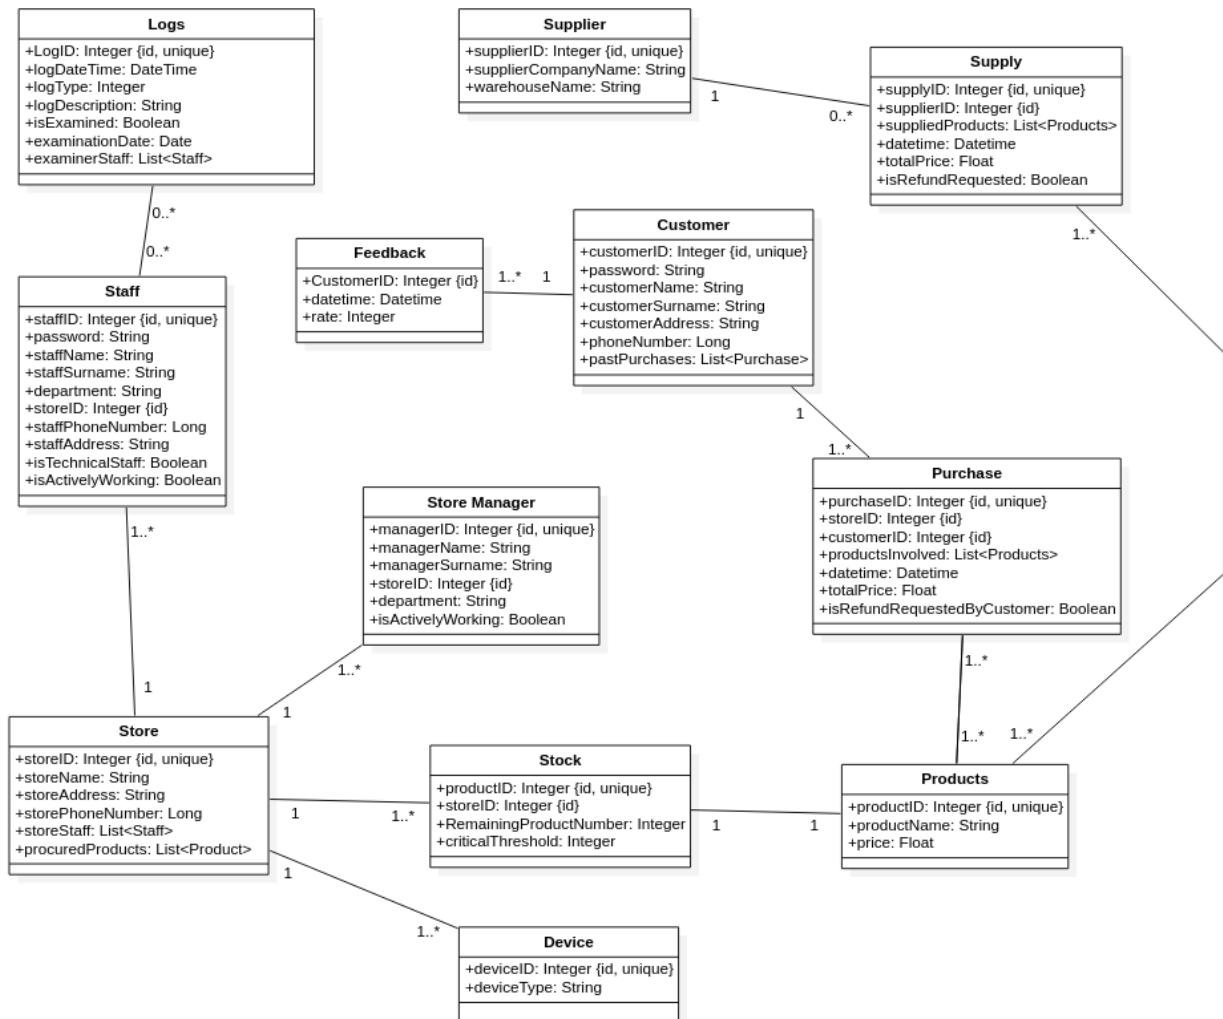 Logs
+LogID: Integer {id, unique}
+logDateTime: DateTime
+logType: Integer
+logDescription: String
+isExamined: Boolean
+examinationDate: Date
+examinerStaff: List<Staff>
0..*
0..*
Supplier
+supplierID: Integer {id, unique}
+supplierCompanyName: String
+warehouseName: String
1
0..*
Supply
+supplyID: Integer {id, unique}
+supplierID: Integer {id}
+suppliedProducts: List<Products>
+datetime: Datetime
+totalPrice: Float
+isRefundRequested: Boolean
1..*
Feedback
+CustomerID: Integer {id}
+datetime: Datetime
+rate: Integer
1..*
1
Customer
+customerID: Integer {id, unique}
+password: String
+customerName: String
+customerSurname: String
+customerAddress: String
+phoneNumber: Long
+pastPurchases: List<Purchase>
1
1..*
Staff
+staffID: Integer {id, unique}
+password: String
+staffName: String
+staffSurname: String
+department: String
+storeID: Integer {id}
+staffPhoneNumber: Long
+staffAddress: String
+isTechnicalStaff: Boolean
+isActivelyWorking: Boolean
1..*
1
Store Manager
+managerID: Integer {id, unique}
+managerName: String
+managerSurname: String
+storeID: Integer {id}
+department: String
+isActivelyWorking: Boolean
1..*
1
Purchase
+purchaseID: Integer {id, unique}
+storeID: Integer {id}
+customerID: Integer {id}
+productsInvolved: List<Products>
+datetime: Datetime
+totalPrice: Float
+isRefundRequestedByCustomer: Boolean
1..*
1..*
1..*
Store
+storeID: Integer {id, unique}
+storeName: String
+storeAddress: String
+storePhoneNumber: Long
+storeStaff: List<Staff>
+procuredProducts: List<Product>
1
1..*
Stock
+productID: Integer {id, unique}
+storeID: Integer {id}
+RemainingProductNumber: Integer
+criticalThreshold: Integer
1
1
Products
+productID: Integer {id, unique}
+productName: String
+price: Float
1
1..*
Device
+deviceID: Integer {id, unique}
+deviceType: String